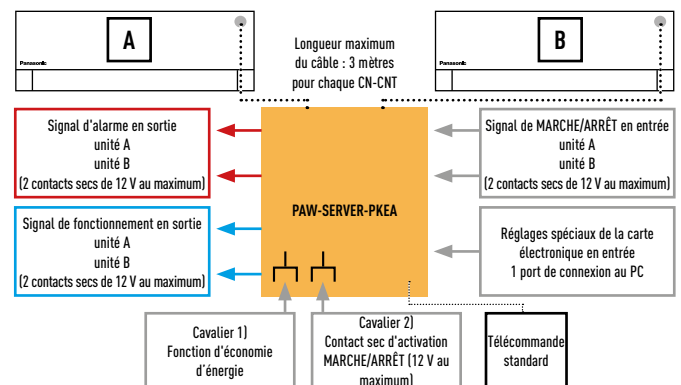 A
B
Panasonic
Panasonic
Longueur maximum
du câble : 3 mètres
pour chaque CN-CNT
Signal d'alarme en sortie
unité A
unité B
(2 contacts secs de 12 V au maximum)
Signal de MARCHE/ARRÊT en entrée
unité A
unité B
(2 contacts secs de 12 V au maximum)
PAW-SERVER-PKEA
Signal de fonctionnement en sortie
unité A
unité B
(2 contacts secs de 12 V au maximum)
Réglages spéciaux de la carte
électronique en entrée
1 port de connexion au PC
Cavalier 1)
Fonction d'économie
d'énergie
Cavalier 2)
Contact sec d'activation
MARCHE/ARRÊT (12 V au
maximum)
Télécommande
standard